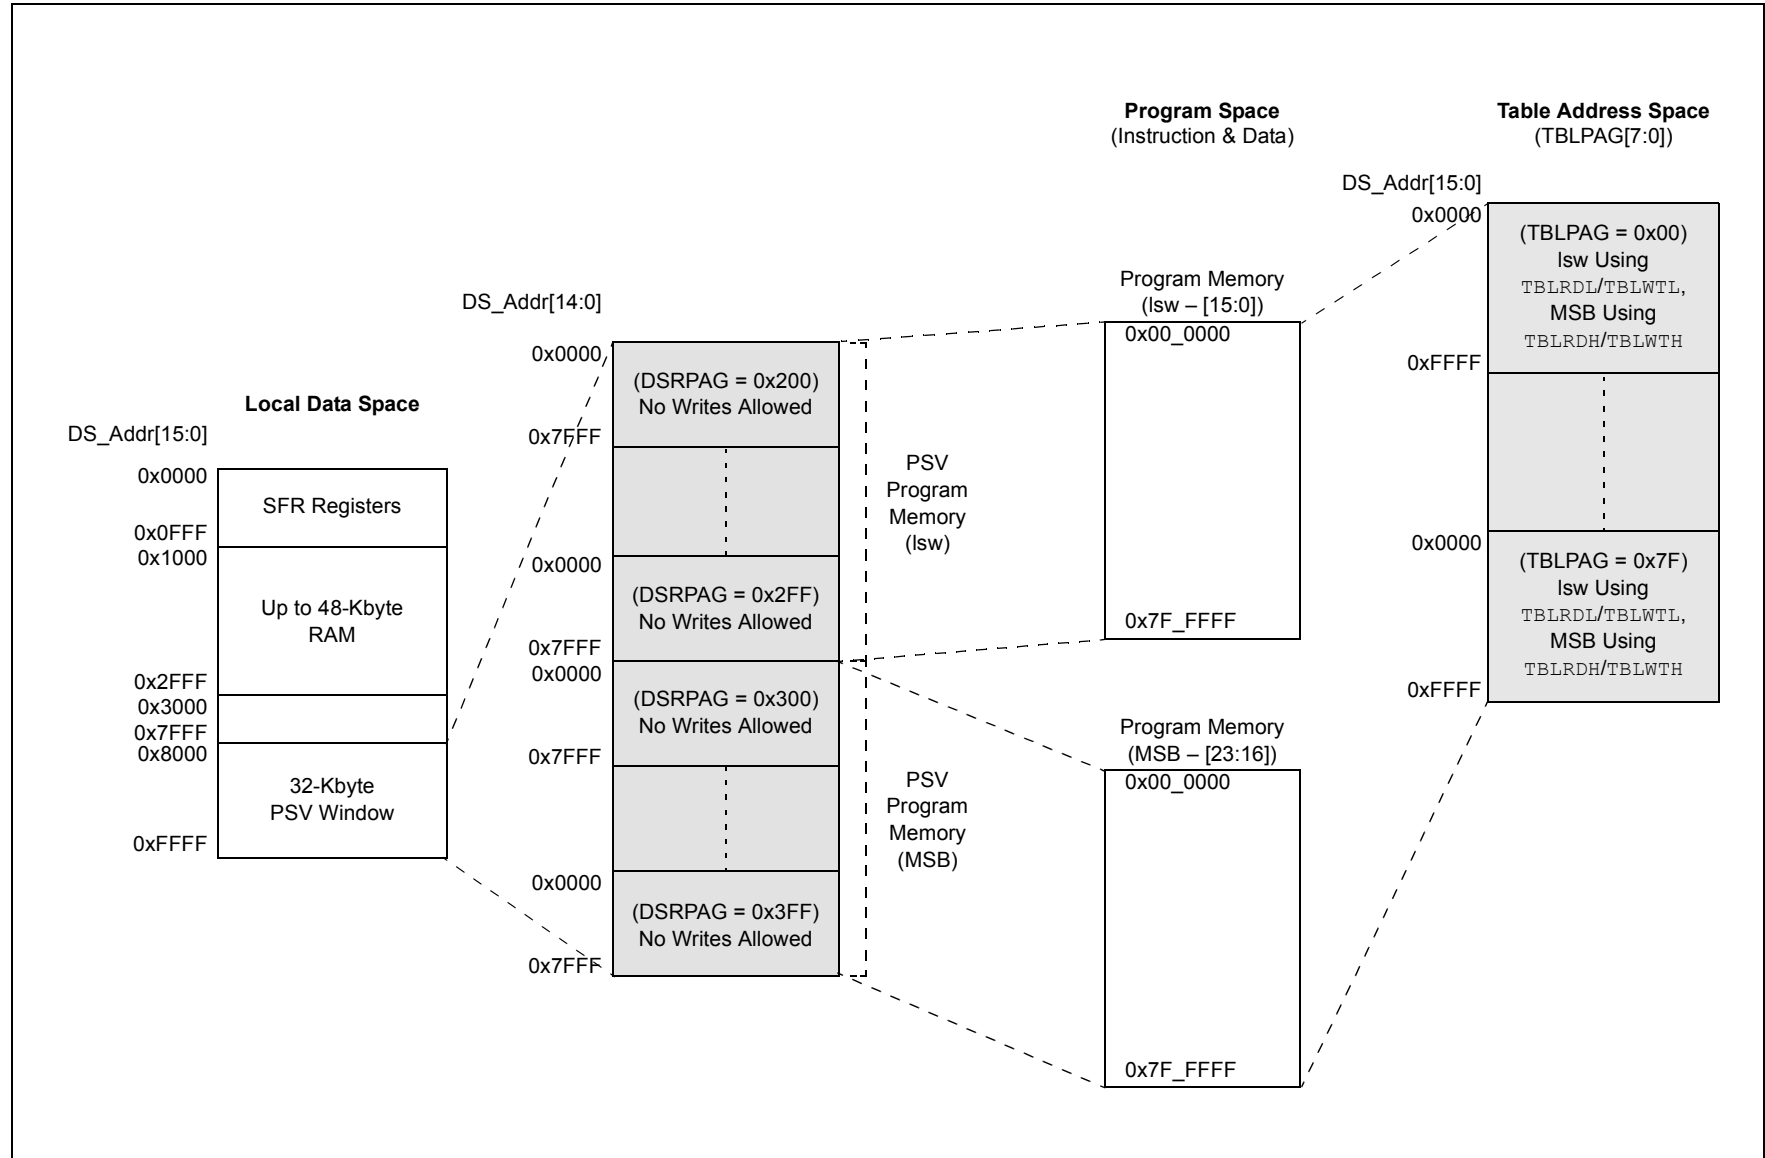 Program Space
(Instruction & Data)
Table Address Space
(TBLPAG[7:0])
Local Data Space
DS_Addr[15:0]
0x0000
SFR Registers
0x0FFF
0x1000
Up to 48-Kbyte
RAM
0x2FFF
0x3000
0x7FFF
0x8000
32-Kbyte
PSV Window
0xFFFF
DS_Addr[14:0]
0x0000
(DSRPAG = 0x200)
No Writes Allowed
0x7FFF
0x0000
(DSRPAG = 0x2FF)
No Writes Allowed
0x7FFF
0x0000
(DSRPAG = 0x300)
No Writes Allowed
0x7FFF
0x0000
(DSRPAG = 0x3FF)
No Writes Allowed
0x7FFF
PSV
Program
Memory
(lsw)
PSV
Program
Memory
(MSB)
Program Memory
(lsw – [15:0])
0x00_0000
0x7F_FFFF
Program Memory
(MSB – [23:16])
0x00_0000
0x7F_FFFF
DS_Addr[15:0]
0x0000
(TBLPAG = 0x00)
lsw Using
TBLRDL/TBLWTL,
MSB Using
TBLRDH/TBLWTH
0xFFFF
0x0000
(TBLPAG = 0x7F)
lsw Using
TBLRDL/TBLWTL,
MSB Using
TBLRDH/TBLWTH
0xFFFF